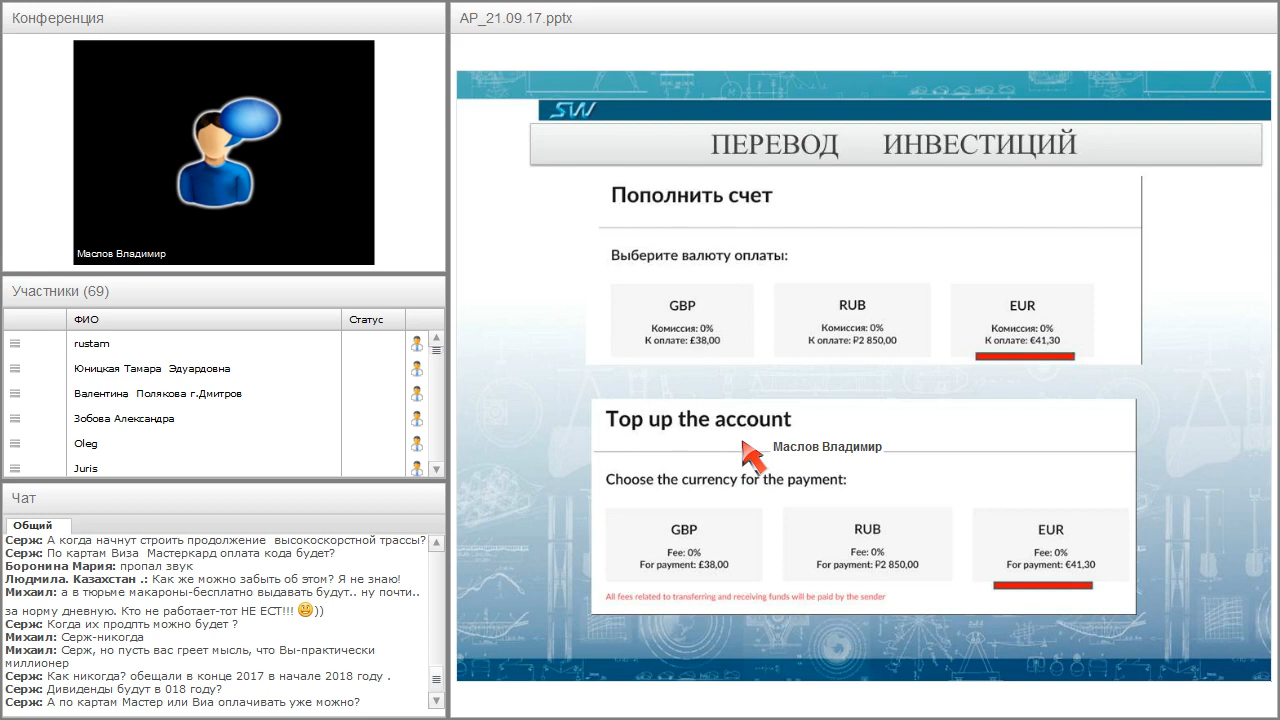 Конференция
Маслов Владимир
Участники (69)
ФИО Статус
rustam
Юницкая Тамара Эдуардовна
Валентина Полякова г.Дмитров
Зобова Александра
Oleg
Juris
Чат
Общий
Серж: А когда начнут строить продолжение высокоскорстной трассы?
Серж: По картам Виза Мастеркард оплата кода будет?
Боронина Мария: пропал звук
Людмила. Казахстан .: Как же можно забыть об этом? Я не знаю!
Михаил: а в тюрьме макароны-бесплатно выдавать будут.. ну почти..
за норму дневную. Кто не работает-тот НЕ ЕСТ!!! ))
Серж: Когда их продпть можно будет ?
Михаил: Серж-никогда
Михаил: Серж, но пусть вас греет мысль, что Вы-практически
миллионер
Серж: Как никогда? обещали в конце 2017 в начале 2018 году .
Серж: Дивиденды будут в 018 году?
Серж: А по картам Мастер или Виа оплачивать уже можно?
AP_21.09.17.pptx
SW
ПЕРЕВОД ИНВЕСТИЦИЙ
Пополнить счет
Выберите валюту оплаты:
GBP RUB EUR
Комиссия: 0% Комиссия: 0% Комиссия: 0%
К оплате: £38,00 К оплате: ₽2 850,00 К оплате: €41,30
Top up the account
Маслов Владимир
Choose the currency for the payment:
GBP RUB EUR
Fee: 0% Fee: 0% Fee: 0%
For payment: £38,00 For payment: ₽2 850,00 For payment: €41,30
All fees related to transferring and receiving funds will be paid by the sender